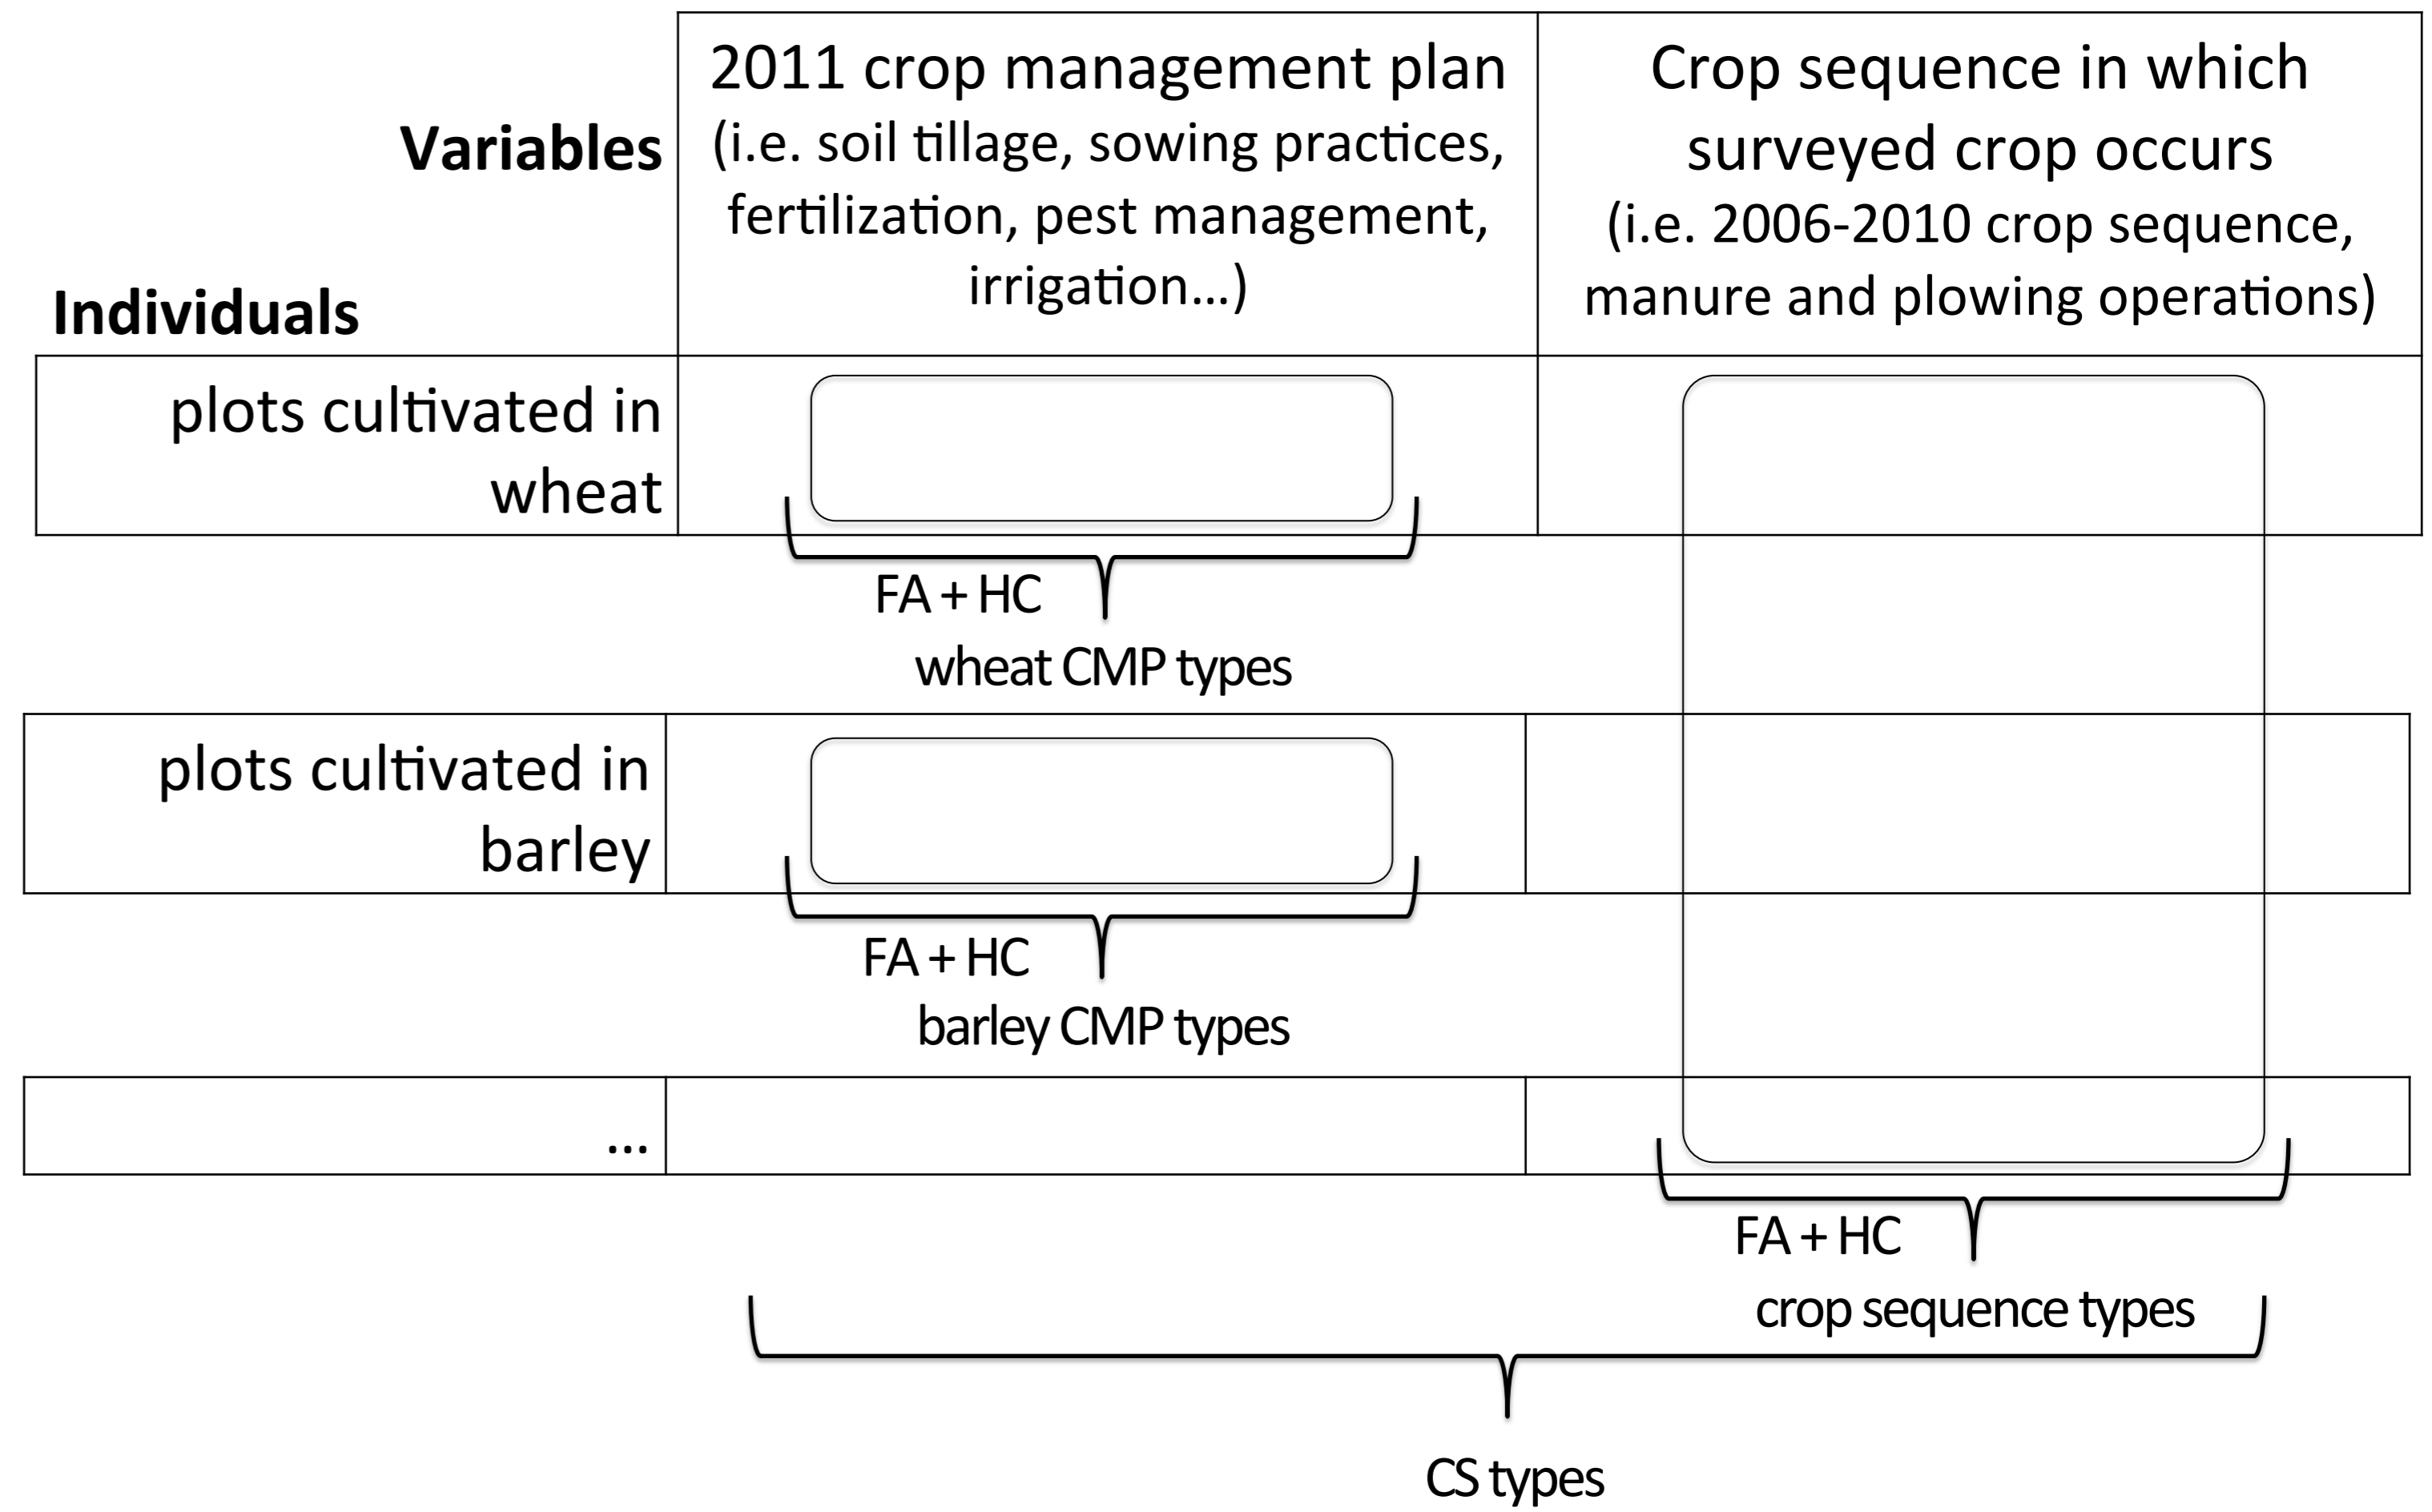 Variables
Individuals
2011 crop management plan
(i.e. soil tillage, sowing practices,
fertilization, pest management,
irrigation...)
Crop sequence in which
surveyed crop occurs
(i.e. 2006-2010 crop sequence,
manure and plowing operations)
plots cultivated in
wheat
FA + HC
wheat CMP types
plots cultivated in
barley
FA + HC
barley CMP types
...
FA + HC
crop sequence types
CS types